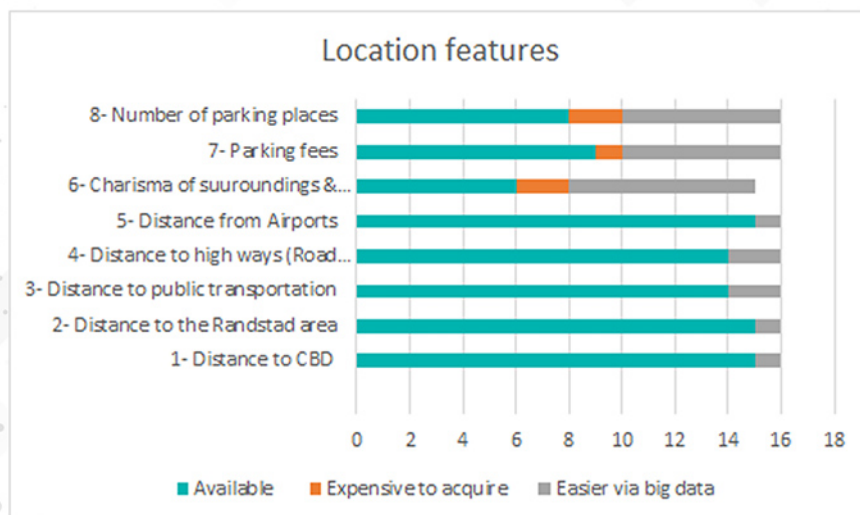 Location features
8- Number of parking places
7- Parking fees
6- Charisma of suuroundings &...
5- Distance from Airports
4- Distance to high ways (Road...
3- Distance to public transportation
2- Distance to the Randstad area
1- Distance to CBD
0 2 4 6 8 10 12 14 16 18
Available Expensive to acquire Easier via big data